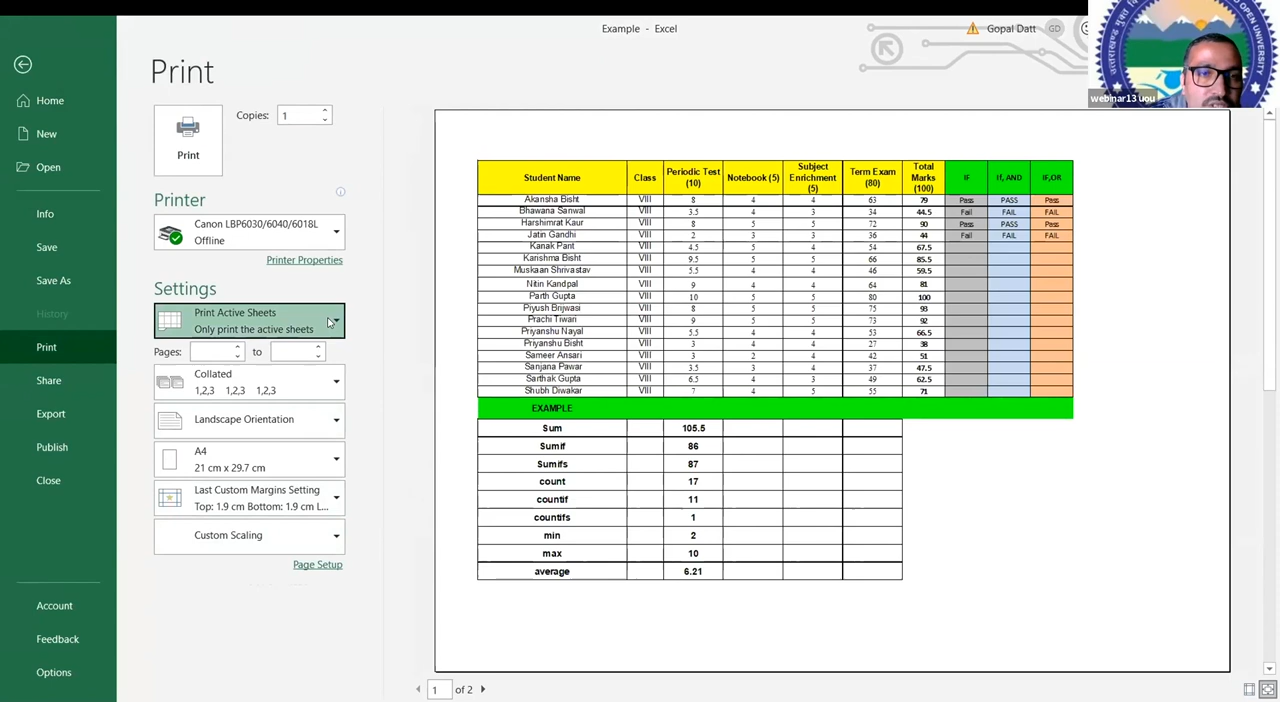 Example - Excel
Gopal Datt
GD
OPEN UNIVERSITY
webinar13 uou
Print
Home
New
Open
Info
Save
Save As
History
Print
Share
Export
Publish
Close
Account
Feedback
Options
Print
Copies: 1
Printer
Canon LBP6030/6040/6018L
Offline
Printer Properties
Settings
Print Active Sheets
Only print the active sheets
Pages: to
Collated
1,2,3 1,2,3 1,2,3
Landscape Orientation
A4
21 cm x 29.7 cm
Last Custom Margins Setting
Top: 1.9 cm Bottom: 1.9 cm L...
Custom Scaling
Page Setup
Student Name Class Periodic Test (10) Notebook (5) Subject Enrichment (5) Term Exam (80) Total Marks (100) IF If, AND IF,OR
Akansha Bisht VIII 8 4 4 63 79 Pass PASS Pass
Bhawana Sanwal VIII 3.5 4 3 34 44.5 Fail FAIL FAIL
Harshimrat Kaur VIII 8 5 5 72 90 Pass PASS Pass
Jatin Gandhi VIII 2 3 3 36 44 Fail FAIL FAIL
Kanak Pant VIII 4.5 5 4 54 67.5
Karishma Bisht VIII 9.5 5 5 66 85.5
Muskaan Shrivastav VIII 5.5 4 4 46 59.5
Nitin Kandpal VIII 9 4 4 64 81
Parth Gupta VIII 10 5 5 80 100
Piyush Brijwasi VIII 8 5 5 75 93
Prachi Tiwari VIII 9 5 5 73 92
Priyanshu Nayal VIII 5.5 4 4 53 66.5
Priyanshu Bisht VIII 3 4 4 27 38
Sameer Ansari VIII 3 2 4 42 51
Sanjana Pawar VIII 3.5 3 4 37 47.5
Sarthak Gupta VIII 6.5 4 3 49 62.5
Shubh Diwakar VIII 7 4 5 55 71
EXAMPLE
Sum 105.5
Sumif 86
Sumifs 87
count 17
countif 11
countifs 1
min 2
max 10
average 6.21
1 of 2